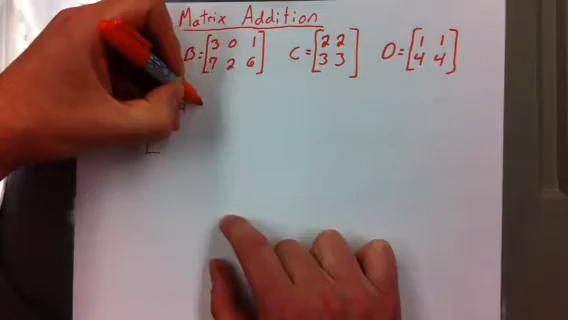 Matrix Addition
B = [3 0 1 C = [2 2 D = [1 1
7 2 6] 3 3] 4 4]